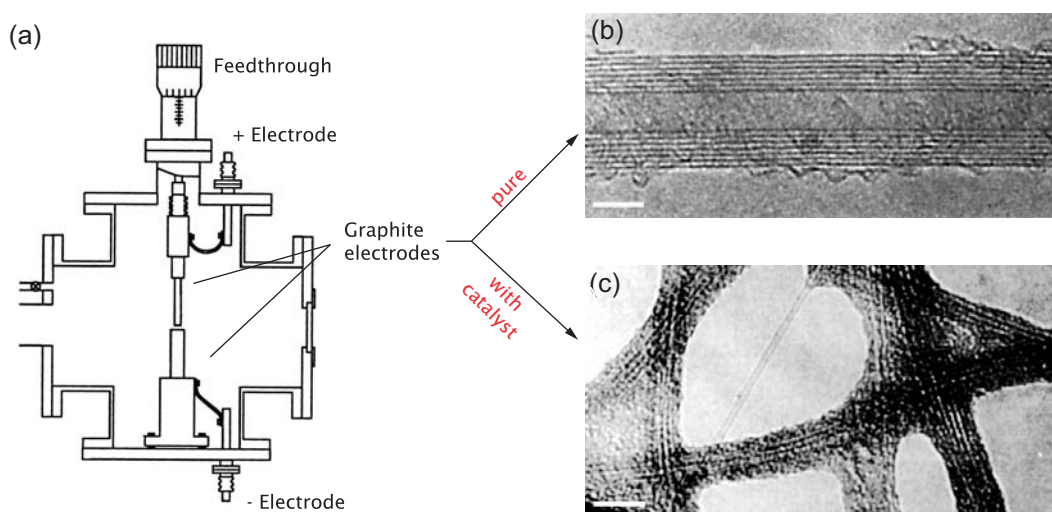 (a)
Feedthrough
+ Electrode
Graphite
electrodes
- Electrode
pure
with
catalyst
(b)
(c)